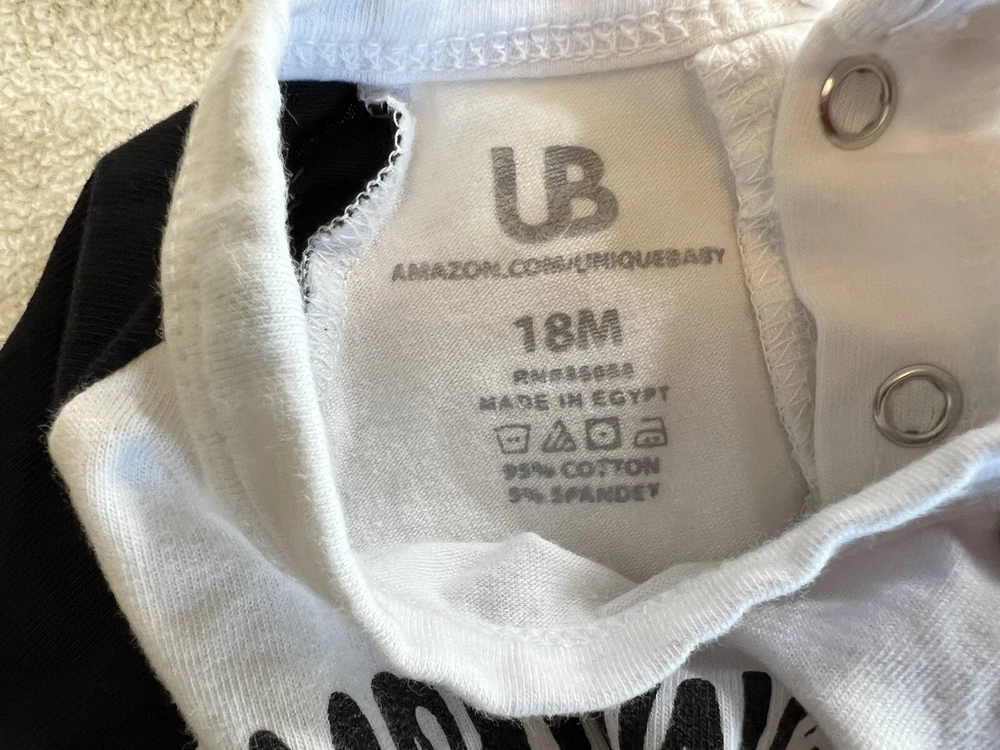 UB
AMAZON.COM/UNIQUEBABY
18M
MADE IN EGYPT
95% COTTON
5% SPANDEX